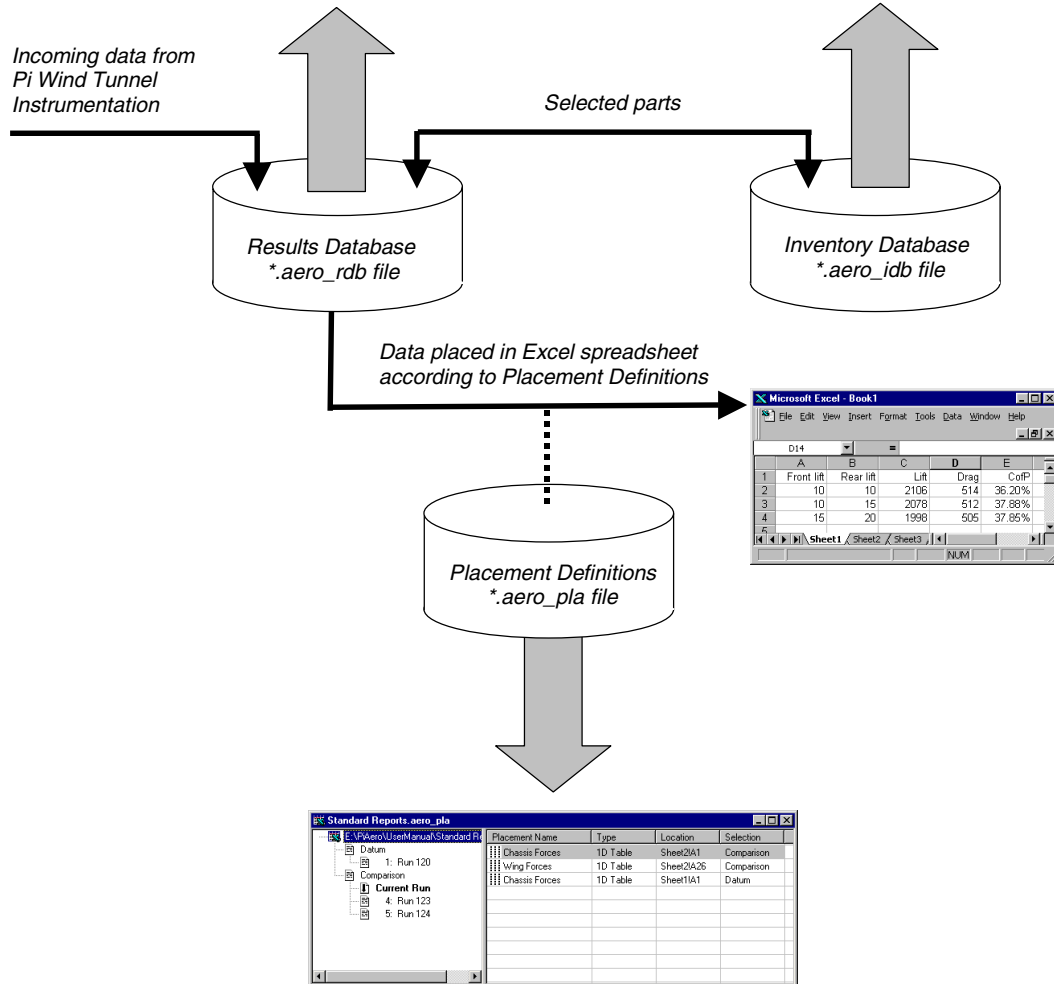 Incoming data from
Pi Wind Tunnel
Instrumentation
Selected parts
Results Database
*.aero_rdb file
Inventory Database
*.aero_idb file
Data placed in Excel spreadsheet
according to Placement Definitions
Microsoft Excel - Book1
File Edit View Insert Format Tools Data Window Help
D14 =
A B C D E
1 Front lift Rear lift Lift Drag CofP
2 10 10 2106 514 36.20%
3 10 15 2078 512 37.88%
4 15 20 1998 505 37.85%
5
Sheet1 Sheet2 Sheet3
NUM
Placement Definitions
*.aero_pla file
Standard Reports.aero_pla
E:\PiAero\UserManual\Standard Re
Datum
1: Run 120
Comparison
Current Run
4: Run 123
5: Run 124
Placement Name Type Location Selection
Chassis Forces 1D Table Sheet2!A1 Comparison
Wing Forces 1D Table Sheet2!A26 Comparison
Chassis Forces 1D Table Sheet1!A1 Datum